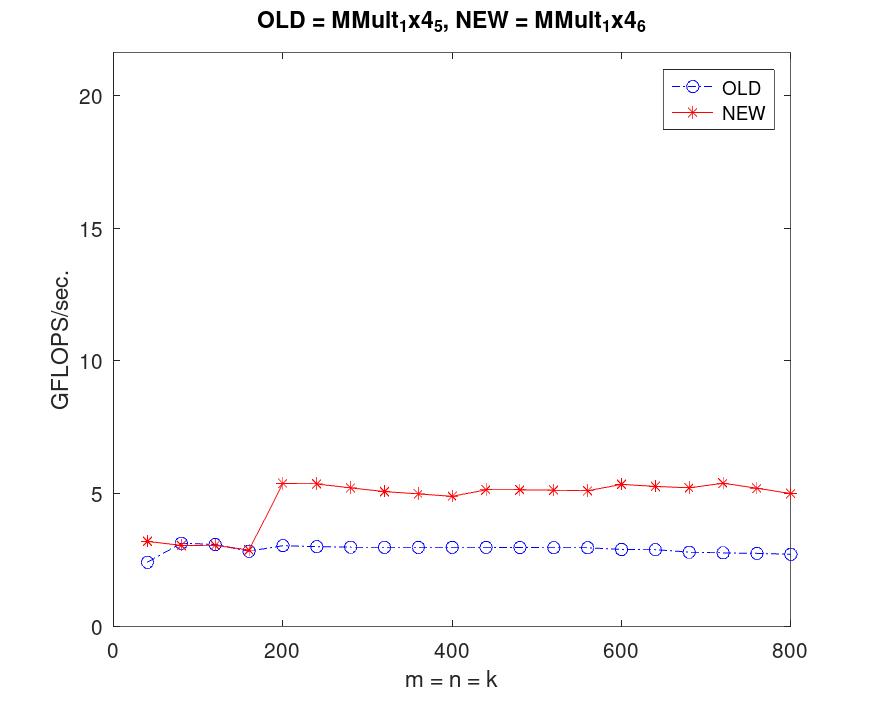 OLD = MMult₁x4₅, NEW = MMult₁x4₆
OLD
NEW
20
15
10
5
0
GFLOPS/sec.
0 200 400 600 800
m = n = k